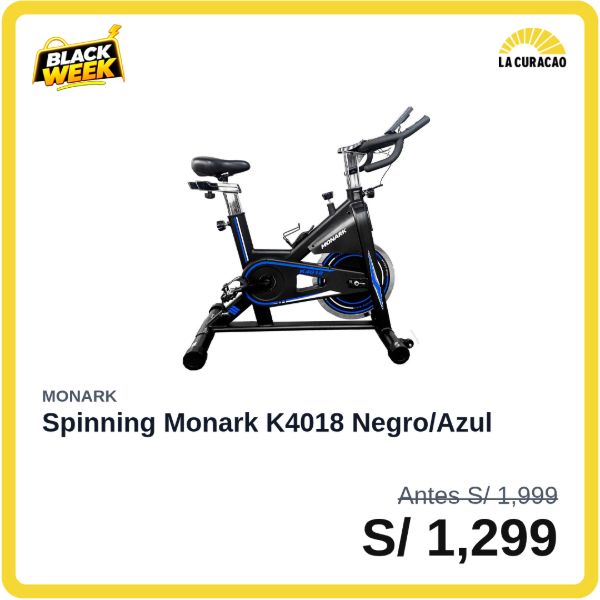 BLACK
WEEK
LA CURACAO
MONARK
K4018
MONARK
Spinning Monark K4018 Negro/Azul
Antes S/ 1,999
S/ 1,299